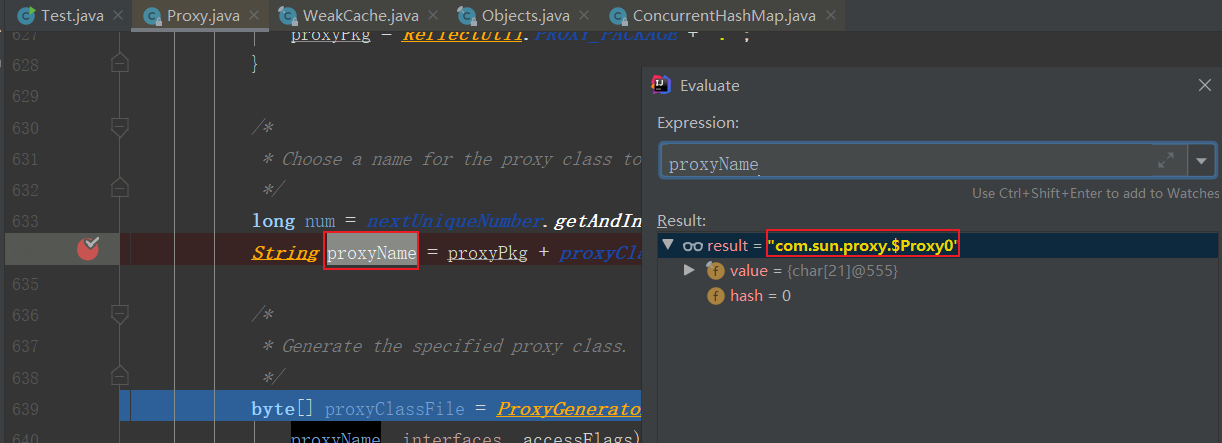 Test.java
Proxy.java
WeakCache.java
Objects.java
ConcurrentHashMap.java
627 proxyPkg = ReflectUtil.PROXY_PACKAGE + ".";
628 }
629
630 /*
631 * Choose a name for the proxy class to
632 */
633 long num = nextUniqueNumber.getAndIn
String proxyName = proxyPkg + proxyCla
635
636 /*
637 * Generate the specified proxy class.
638 */
639 byte[] proxyClassFile = ProxyGenerato
640 proxyName, interfaces, accessFlags)
Evaluate
Expression:
proxyName
Use Ctrl+Shift+Enter to add to Watches
Result:
result = "com.sun.proxy.$Proxy0"
f value = {char[21]@555}
f hash = 0